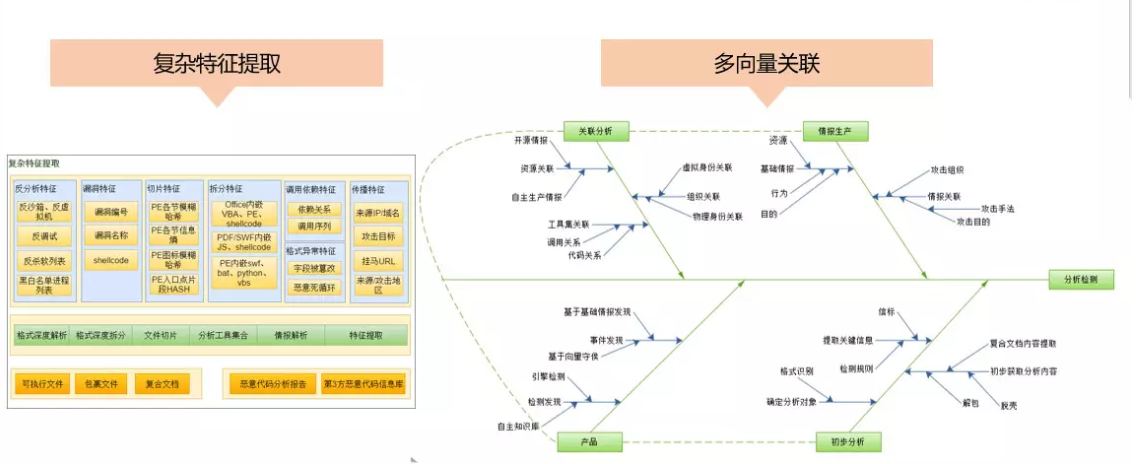 复杂特征提取
多向量关联
复杂特征提取
反分析特征
反沙箱、反虚
拟机
反调试
反杀软列表
黑白名单进程
列表
漏洞特征
漏洞编号
漏洞名称
shellcode
切片特征
PE各节模糊
哈希
PE各节信息
熵
PE图标模糊
哈希
PE入口点片
段HASH
拆分特征
Office内嵌
VBA、PE、
shellcode
PDF/SWF内嵌
JS、shellcode
PE内嵌swf、
bat、python、
vbs
调用依赖特征
依赖关系
调用序列
格式异常特征
字段被篡改
恶意死循环
传播特征
来源IP/域名
攻击目标
挂马URL
来源/攻击地
区
格式深度解析 格式深度拆分 文件切片 分析工具集合 情报解析 特征提取
可执行文件 包裹文件 复合文档 恶意代码分析报告 第3方恶意代码信息库
关联分析
开源情报
资源关联
自主生产情报
虚拟身份关联
组织关联
物理身份关联
工具集关联
调用关系
代码关系
情报生产
资源
基础情报
行为
目的
攻击组织
情报关联
攻击手法
攻击目的
分析检测
基于基础情报发现
事件发现
基于向量守侯
引擎检测
检测发现
自主知识库
产品
信标
提取关键信息
检测规则
复合文档内容提取
初步获取分析内容
解包
脱壳
格式识别
确定分析对象
初步分析